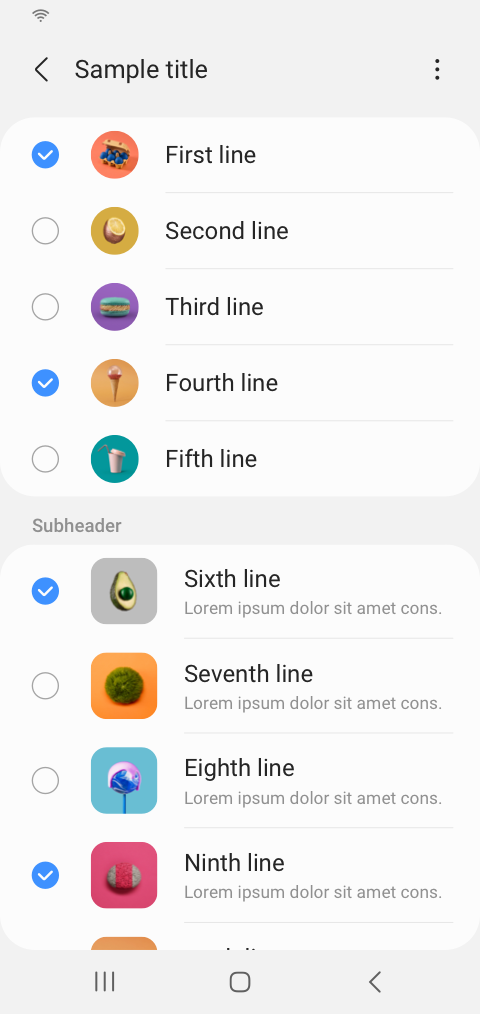 Sample title
First line
Second line
Third line
Fourth line
Fifth line
Subheader
Sixth line
Lorem ipsum dolor sit amet cons.
Seventh line
Lorem ipsum dolor sit amet cons.
Eighth line
Lorem ipsum dolor sit amet cons.
Ninth line
Lorem ipsum dolor sit amet cons.